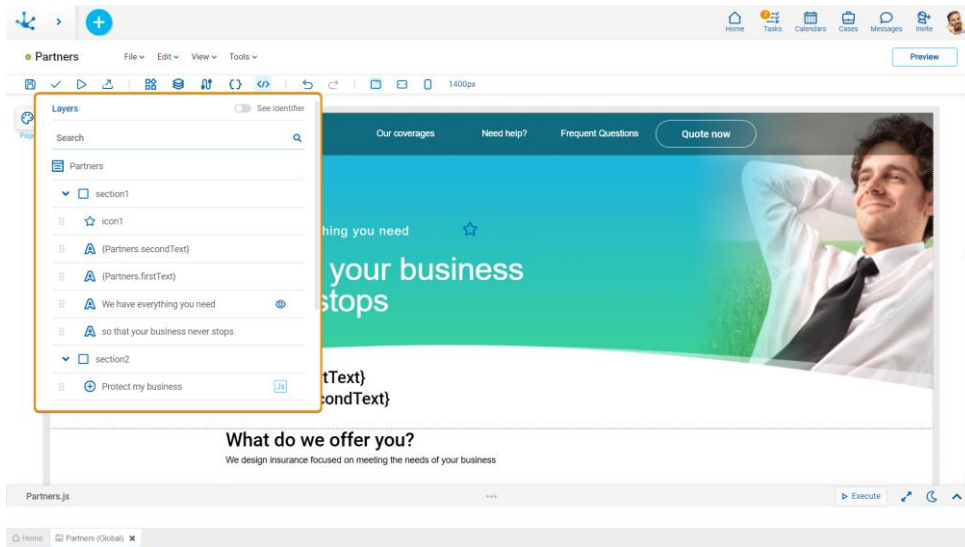 Home
Tasks
Calendars
Cases
Messages
Invite
Partners
File
Edit
View
Tools
Preview
1400px
Layers
See identifier
Search
Partners
section1
icon1
{Partners.secondText}
{Partners.firstText}
We have everything you need
so that your business never stops
section2
Protect my business
Js
Our coverages
Need help?
Frequent Questions
Quote now
hing you need
your business
stops
tText}
condText}
What do we offer you?
We design insurance focused on meeting the needs of your business
Partners.js
Execute
Home
Partners (Global)